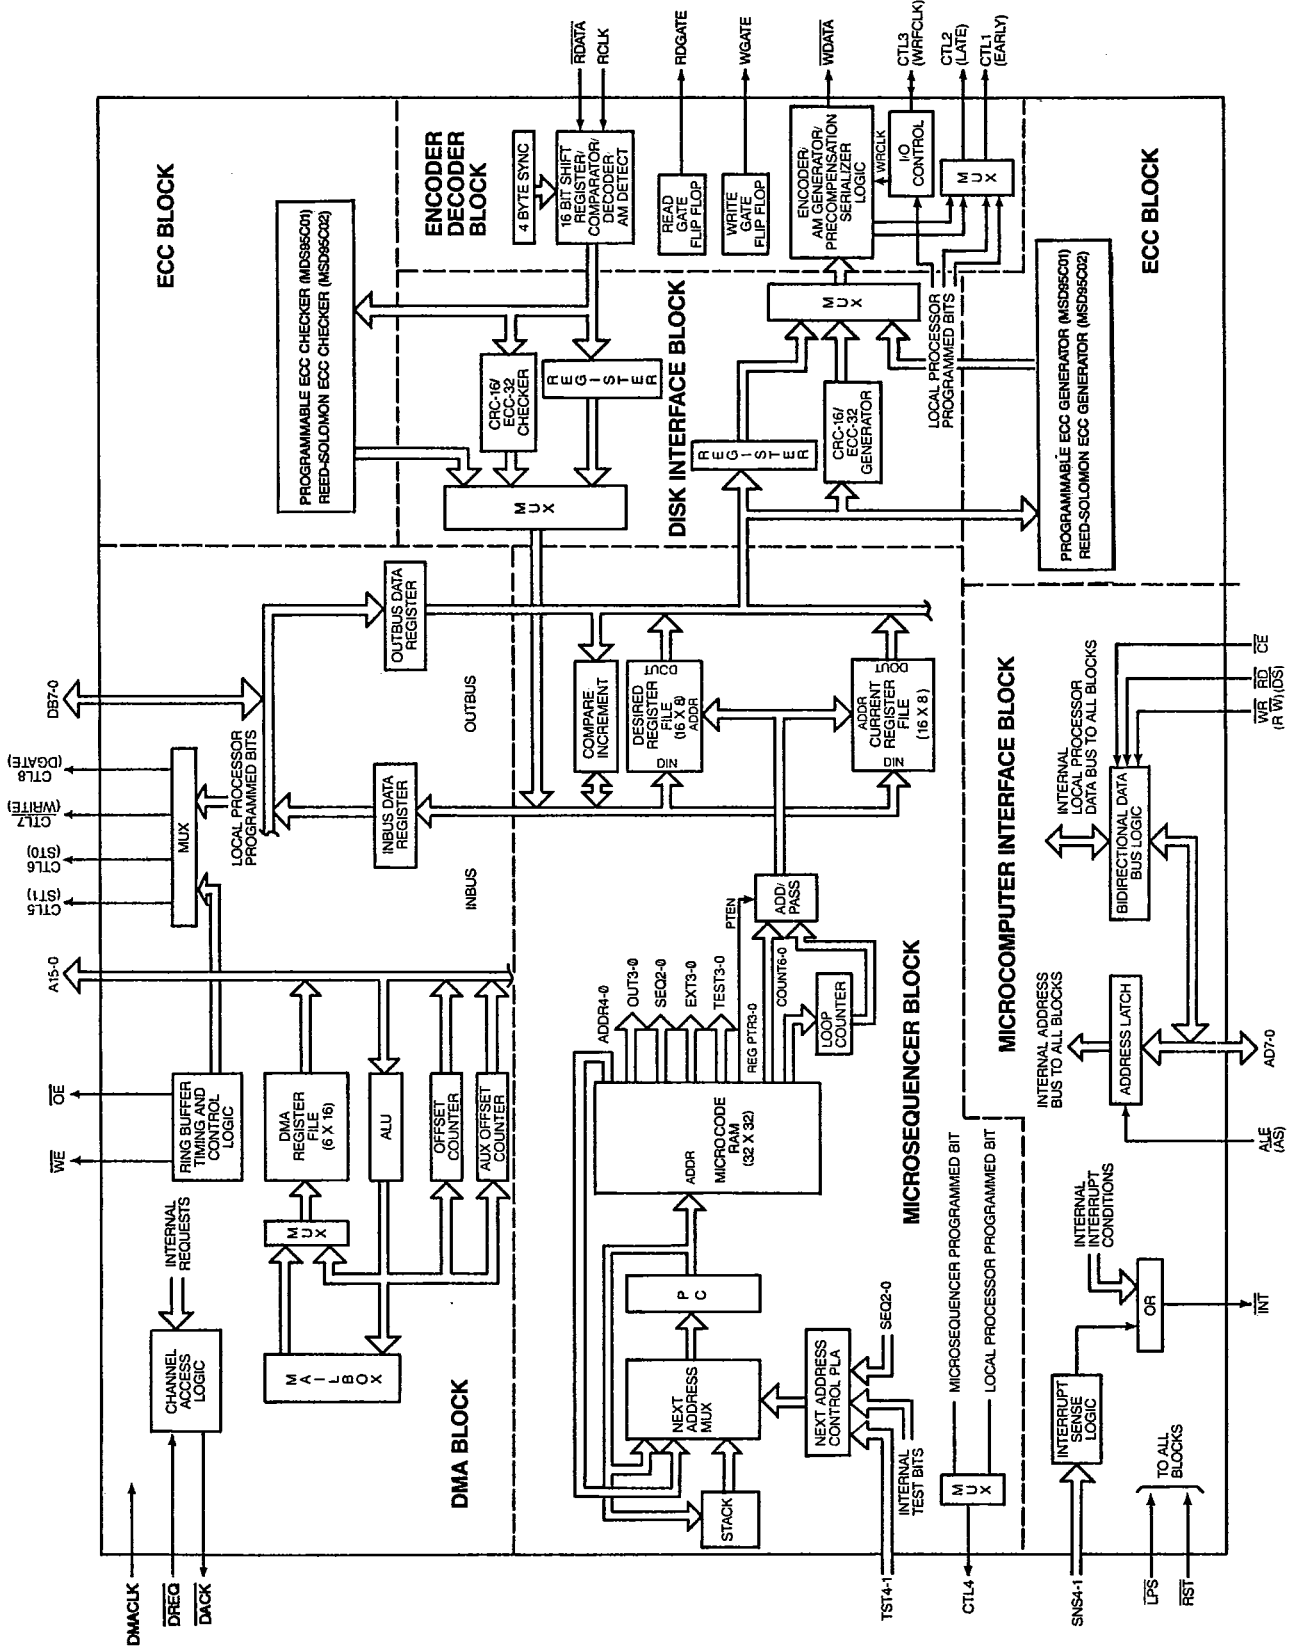 DMACLK
DREQ
DACK
CHANNEL
ACCESS
LOGIC
INTERNAL
REQUESTS
WE
OE
RING BUFFER
TIMING AND
CONTROL
LOGIC
A15-0
CTL5
(ST1)
CTL6
(ST0)
CTL7
(WRITE)
CTL8
(DGATE)
MUX
LOCAL PROCESSOR
PROGRAMMED BITS
DB7-0
MAILBOX
MUX
DMA
REGISTER
FILE
(6 X 16)
ALU
OFFSET
COUNTER
AUX OFFSET
COUNTER
DMA BLOCK
INBUS DATA
REGISTER
OUTBUS DATA
REGISTER
INBUS
OUTBUS
ECC BLOCK
PROGRAMMABLE ECC CHECKER (MDS95C01)
REED-ISOLOMON ECC CHECKER (MSD95C02)
ENCODER
DECODER
BLOCK
4 BYTE SYNC
16 BIT SHIFT
REGISTER/
COMPARATOR/
DECODER
AM DETECT
RDATA
RCLK
READ
GATE
FLIP FLOP
RDGATE
WRITE
GATE
FLIP FLOP
WGATE
ENCODER/
AM GENERATOR/
PRECOMPENSATION
SERIALIZER
LOGIC
WDATA
WRCLK
I/O
CONTROL
CTL3
(WRFCLK)
MUX
CTL2
(LATE)
CTL1
(EARLY)
CRC-16/
ECC-32
CHECKER
REGISTER
MUX
DISK INTERFACE BLOCK
REGISTER
CRC-16/
ECC-32
GENERATOR
MUX
LOCAL PROCESSOR
PROGRAMMED BITS
ECC BLOCK
PROGRAMMABLE ECC GENERATOR (MSD95C01)
REED-SOLOMON ECC GENERATOR (MSD95C02)
STACK
NEXT
ADDRESS
MUX
PC
NEXT ADDRESS
CONTROL PLA
SEQ2-0
INTERNAL
TEST BITS
TST4-1
ADDR
MICROCODE
RAM
(32 X 32)
ADDR4-0
OUT3-0
SEQ2-0
EXT3-0
TEST3-0
PTEN
REG PTR3-0
COUNT6-0
LOOP
COUNTER
ADD/
PASS
COMPARE
INCREMENT
DOUT
DESIRED
REGISTER
FILE
(16 X 8)
ADDR
DIN
DOUT
ADDR
CURRENT
REGISTER
FILE
(16 X 8)
DIN
MICROSEQUENCER BLOCK
MUX
CTL4
MICROSEQUENCER PROGRAMMED BIT
LOCAL PROCESSOR PROGRAMMED BIT
MICROCOMPUTER INTERFACE BLOCK
SNS4-1
INTERRUPT
SENSE
LOGIC
INTERNAL
INTERRUPT
CONDITIONS
OR
INT
LPS
RST
TO ALL
BLOCKS
INTERNAL ADDRESS
BUS TO ALL BLOCKS
ADDRESS LATCH
ALE
(AS)
AD7-0
INTERNAL
LOCAL PROCESSOR
DATA BUS TO ALL BLOCKS
BIDIRECTIONAL DATA
BUS LOGIC
WR
(R W)
RD
(DS)
CE